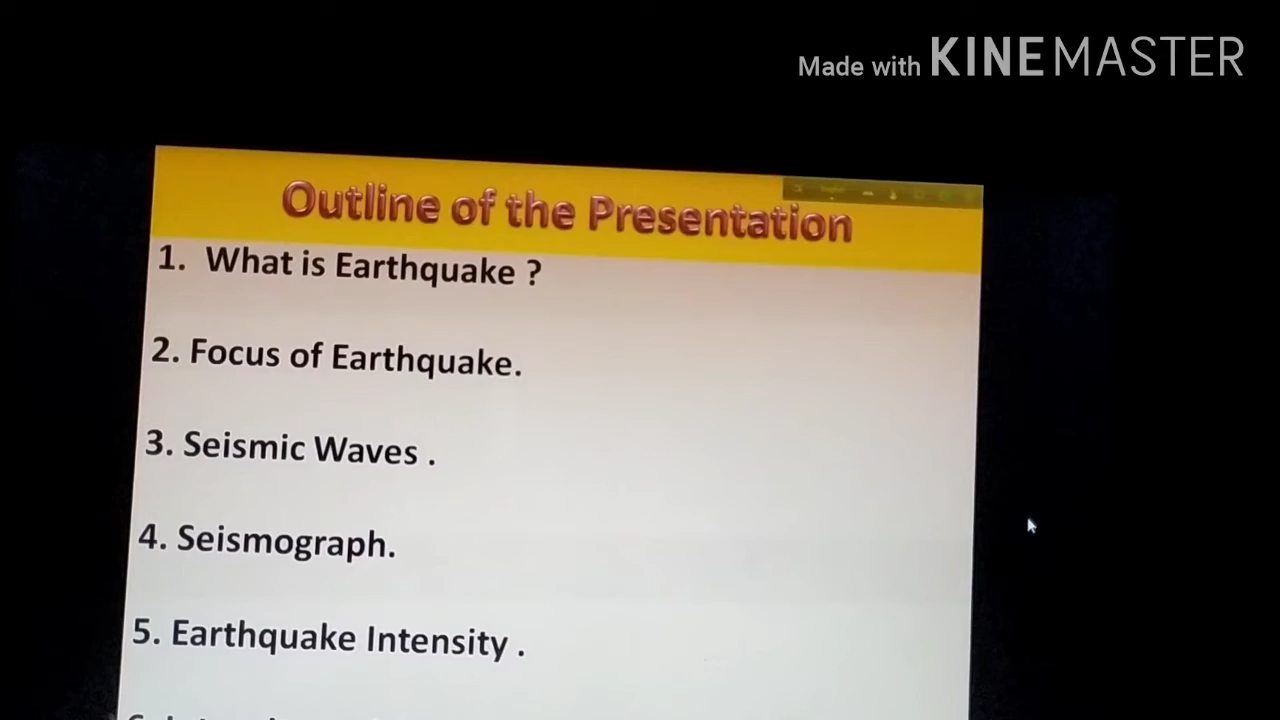 Made with KINEMASTER
Outline of the Presentation
1. What is Earthquake ?
2. Focus of Earthquake.
3. Seismic Waves .
4. Seismograph.
5. Earthquake Intensity .